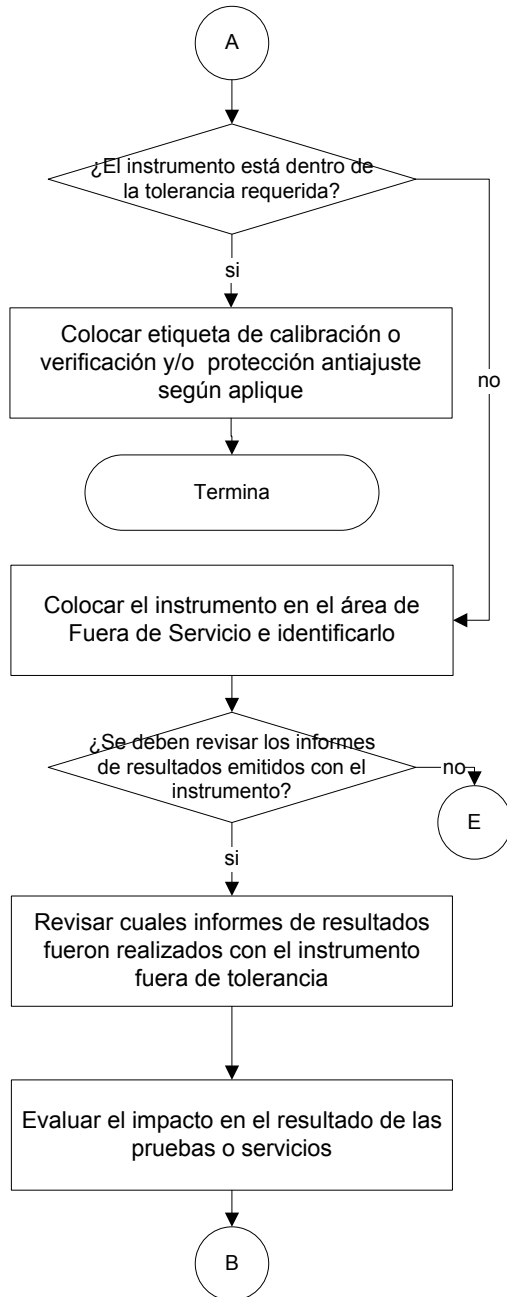 A
¿El instrumento está dentro de
la tolerancia requerida?
si
Colocar etiqueta de calibración o
verificación y/o protección antiajuste
según aplique
no
Termina
Colocar el instrumento en el área de
Fuera de Servicio e identificarlo
¿Se deben revisar los informes
de resultados emitidos con el
instrumento?
no
E
si
Revisar cuales informes de resultados
fueron realizados con el instrumento
fuera de tolerancia
Evaluar el impacto en el resultado de las
pruebas o servicios
B